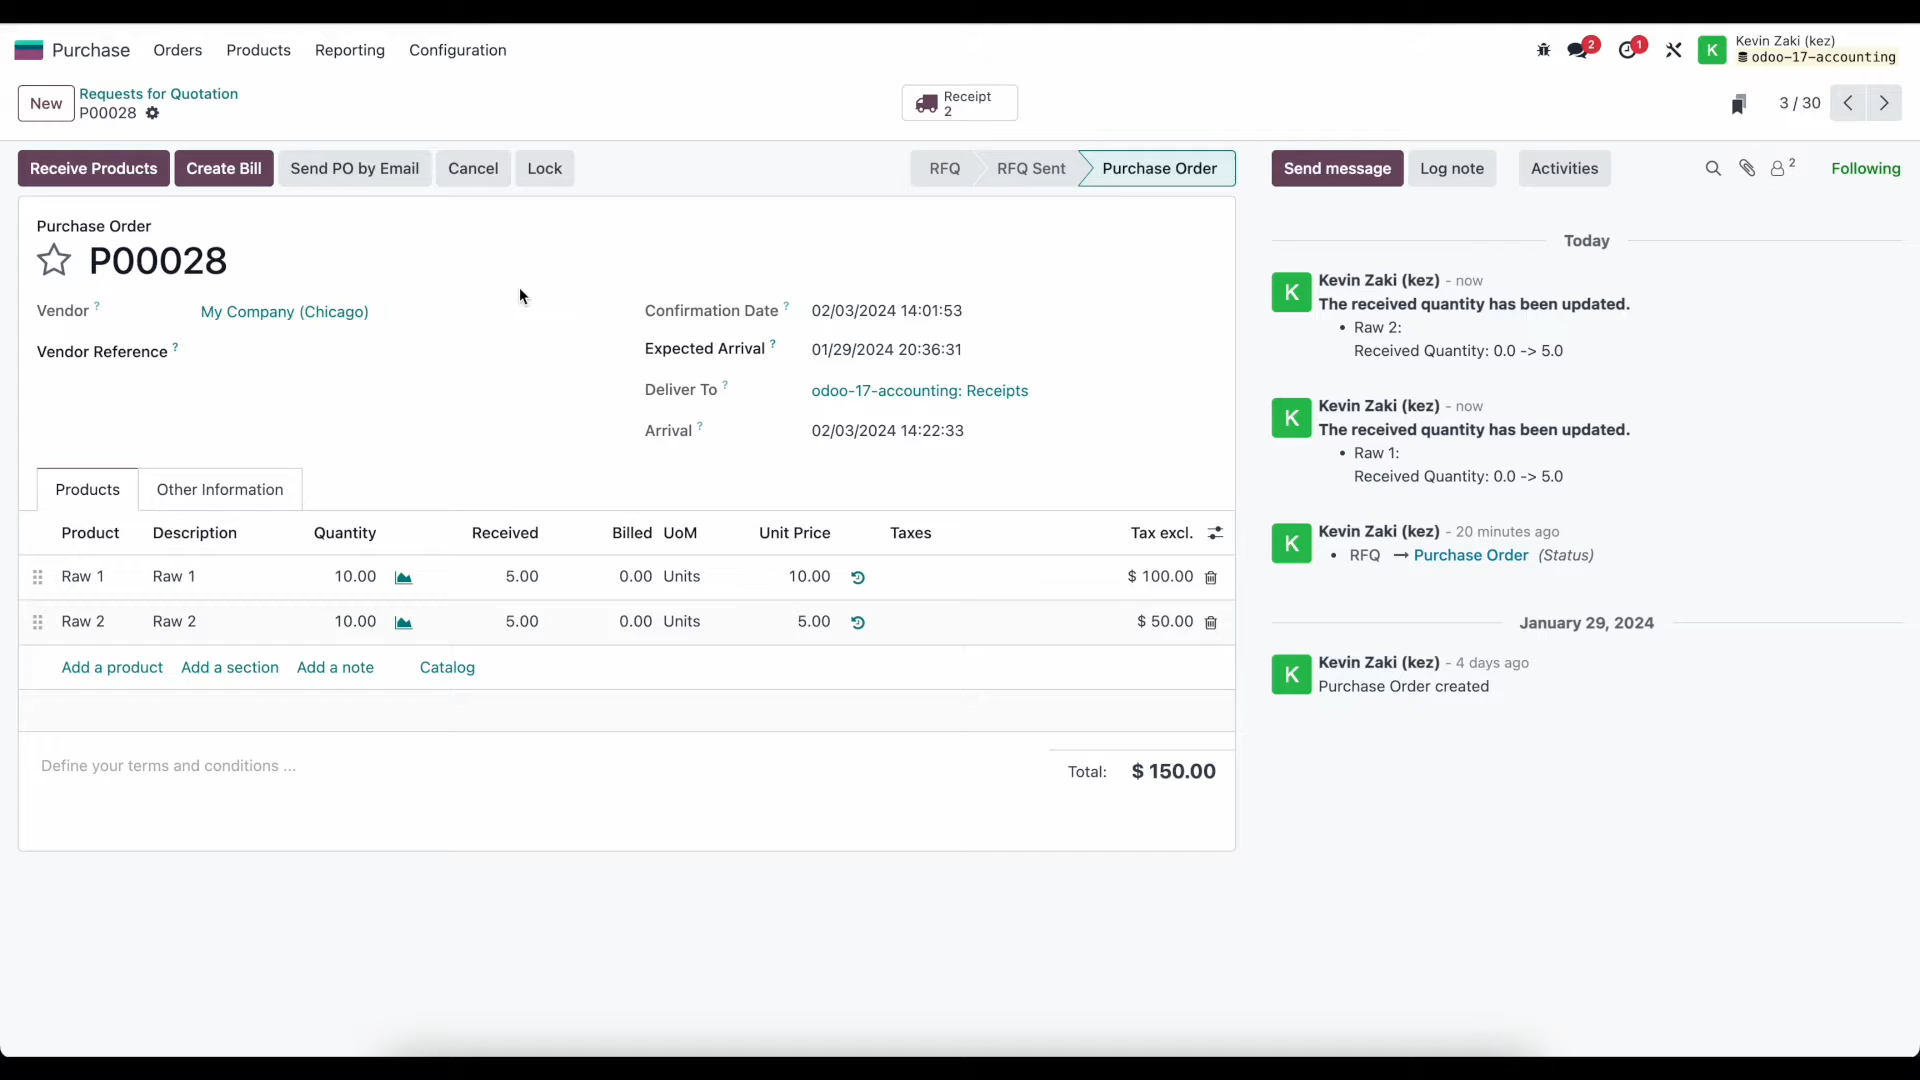 Purchase Orders Products Reporting Configuration 2 1 K Kevin Zaki (kez)
odoo-17-accounting
New Requests for Quotation
P00028
Receipt
2
3 / 30
Receive Products Create Bill Send PO by Email Cancel Lock RFQ RFQ Sent Purchase Order
Send message Log note Activities 2 Following
Purchase Order
P00028
Vendor ? My Company (Chicago)
Vendor Reference ?
Confirmation Date ? 02/03/2024 14:01:53
Expected Arrival ? 01/29/2024 20:36:31
Deliver To ? odoo-17-accounting: Receipts
Arrival ? 02/03/2024 14:22:33
Products Other Information
Product Description Quantity Received Billed UoM Unit Price Taxes Tax excl.
Raw 1 Raw 1 10.00 5.00 0.00 Units 10.00 $ 100.00
Raw 2 Raw 2 10.00 5.00 0.00 Units 5.00 $ 50.00
Add a product Add a section Add a note Catalog
Define your terms and conditions ...
Total: $ 150.00
Today
K Kevin Zaki (kez) - now
The received quantity has been updated.
• Raw 2:
Received Quantity: 0.0 -> 5.0
K Kevin Zaki (kez) - now
The received quantity has been updated.
• Raw 1:
Received Quantity: 0.0 -> 5.0
K Kevin Zaki (kez) - 20 minutes ago
• RFQ → Purchase Order (Status)
January 29, 2024
K Kevin Zaki (kez) - 4 days ago
Purchase Order created